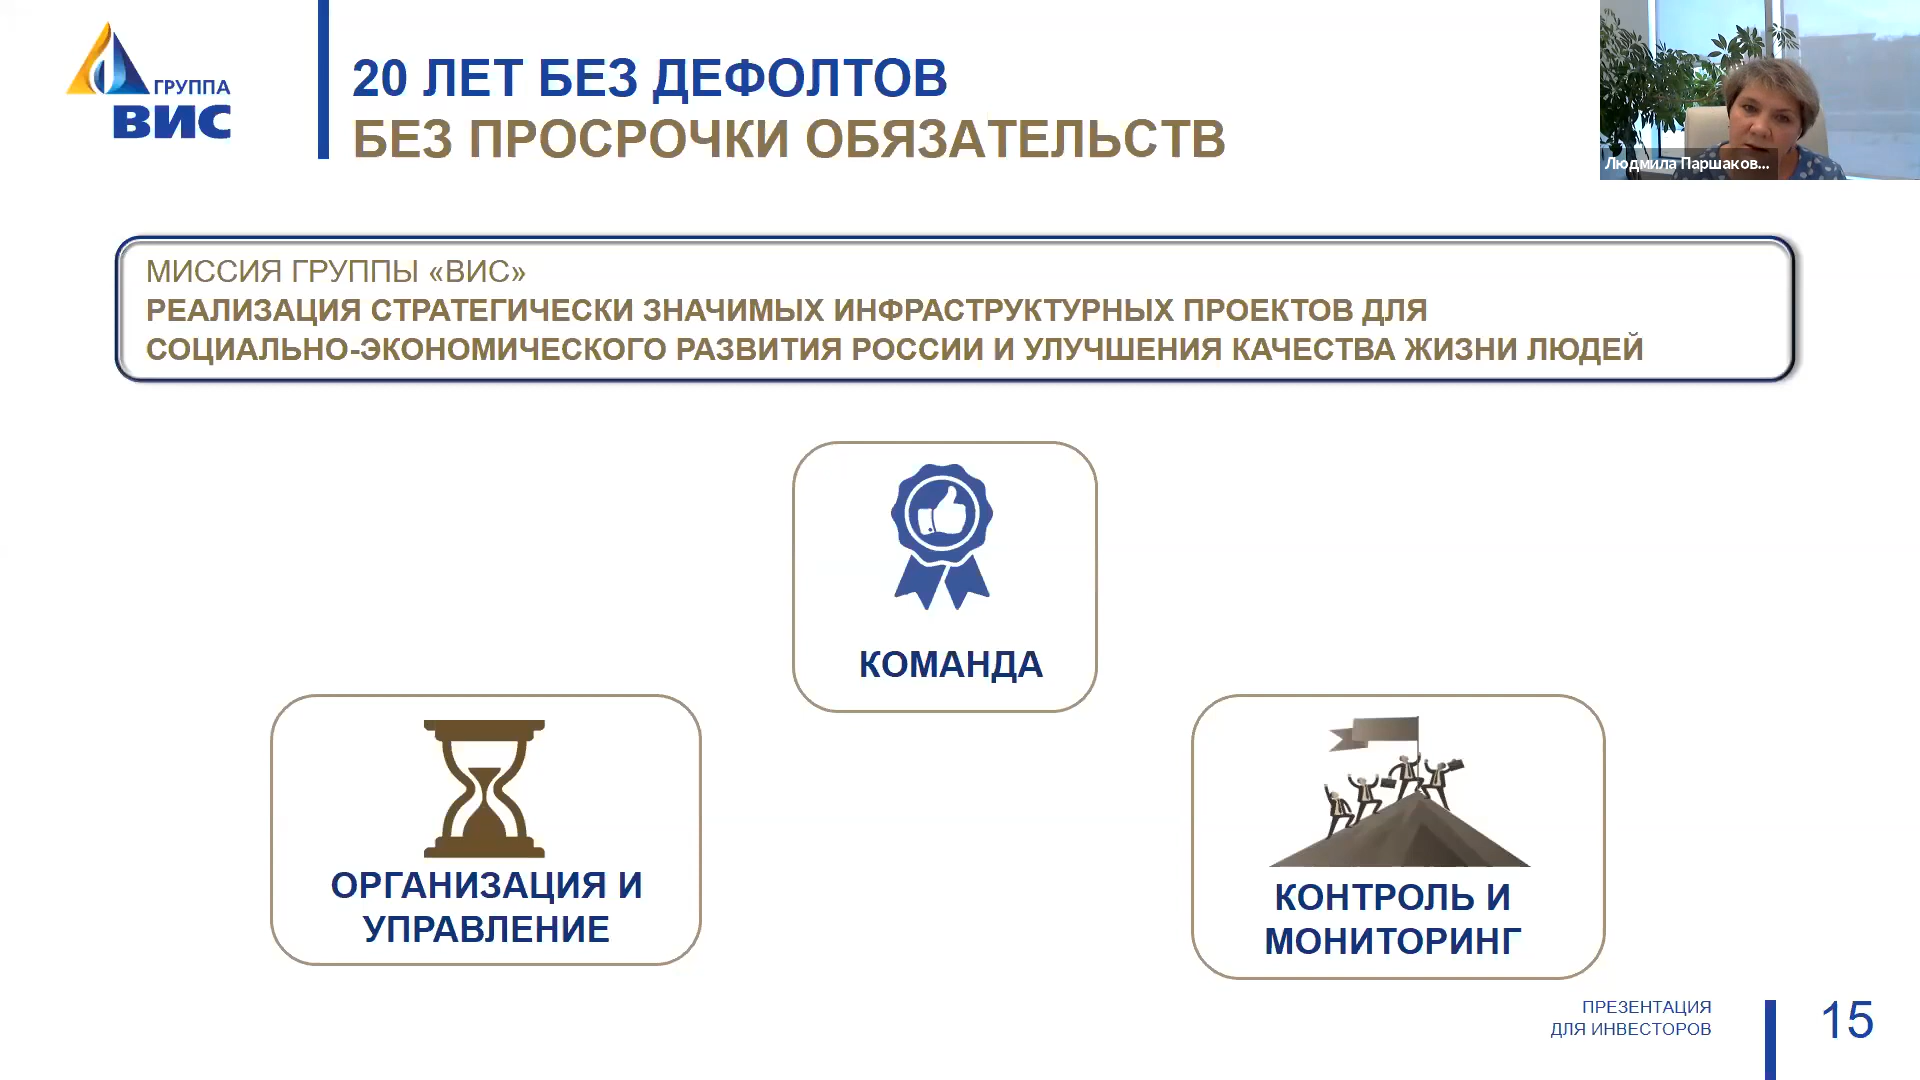 ГРУППА
ВИС
20 ЛЕТ БЕЗ ДЕФОЛТОВ
БЕЗ ПРОСРОЧКИ ОБЯЗАТЕЛЬСТВ
Людмила Паршаков...
МИССИЯ ГРУППЫ «ВИС»
РЕАЛИЗАЦИЯ СТРАТЕГИЧЕСКИ ЗНАЧИМЫХ ИНФРАСТРУКТУРНЫХ ПРОЕКТОВ ДЛЯ
СОЦИАЛЬНО-ЭКОНОМИЧЕСКОГО РАЗВИТИЯ РОССИИ И УЛУЧШЕНИЯ КАЧЕСТВА ЖИЗНИ ЛЮДЕЙ
КОМАНДА
ОРГАНИЗАЦИЯ И
УПРАВЛЕНИЕ
КОНТРОЛЬ И
МОНИТОРИНГ
ПРЕЗЕНТАЦИЯ
ДЛЯ ИНВЕСТОРОВ
15